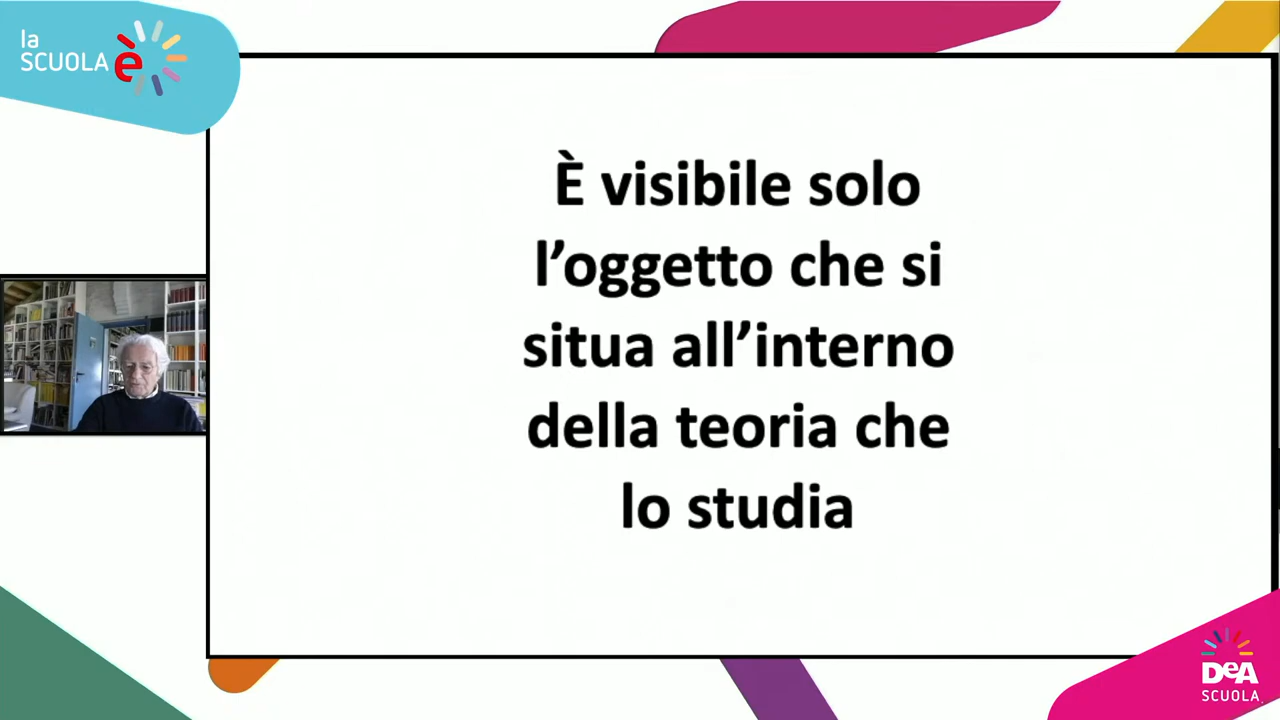 la
SCUOLA è
È visibile solo
l’oggetto che si
situa all’interno
della teoria che
lo studia
DeA
SCUOLA